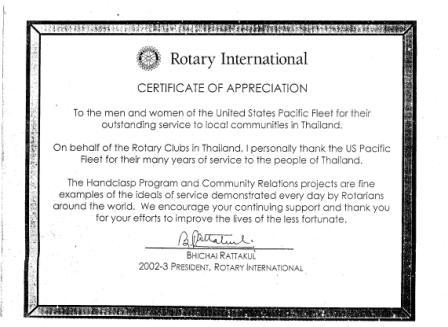 Rotary International
CERTIFICATE OF APPRECIATION
To the men and women of the United States Pacific Fleet for their
outstanding service to local communities in Thailand.
On behalf of the Rotary Clubs in Thailand, I personally thank the US Pacific
Fleet for their many years of service to the people of Thailand.
The Handclasp Program and Community Relations projects are fine
examples of the ideals of service demonstrated every day by Rotarians
around the world. We encourage your continuing support and thank you
for your efforts to improve the lives of the less fortunate.
BHICHAI RATTAKUL
2002-3 PRESIDENT, ROTARY INTERNATIONAL